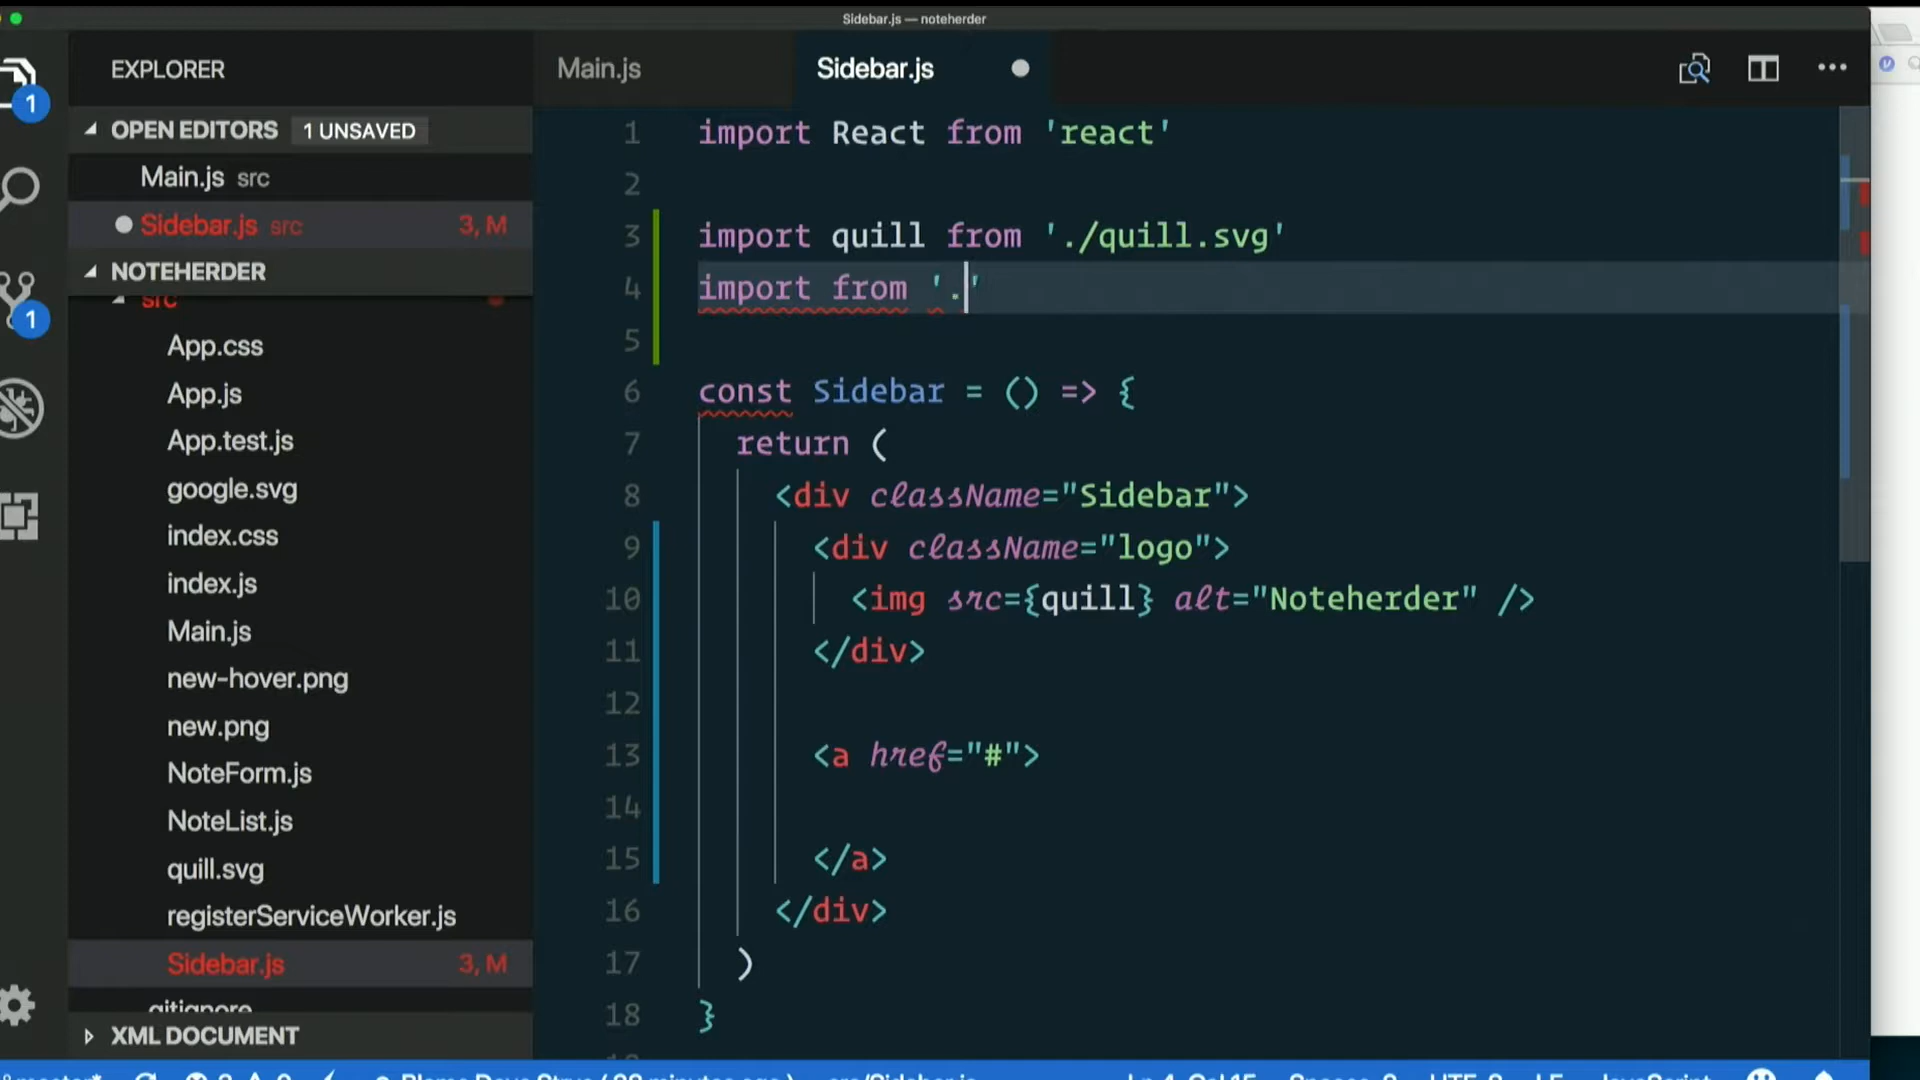 Sidebar.js — noteherder
EXPLORER
OPEN EDITORS 1 UNSAVED
Main.js src
Sidebar.js src 3, M
NOTEHERDER
src
App.css
App.js
App.test.js
google.svg
index.css
index.js
Main.js
new-hover.png
new.png
NoteForm.js
NoteList.js
quill.svg
registerServiceWorker.js
Sidebar.js 3, M
.gitignore
XML DOCUMENT
1
1
Main.js Sidebar.js
1 import React from 'react'
2
3 import quill from './quill.svg'
4 import from '.'
5
6 const Sidebar = () => {
7 return (
8 <div className="Sidebar">
9 <div className="logo">
10 <img src={quill} alt="Noteherder" />
11 </div>
12
13 <a href="#">
14
15 </a>
16 </div>
17 )
18 }